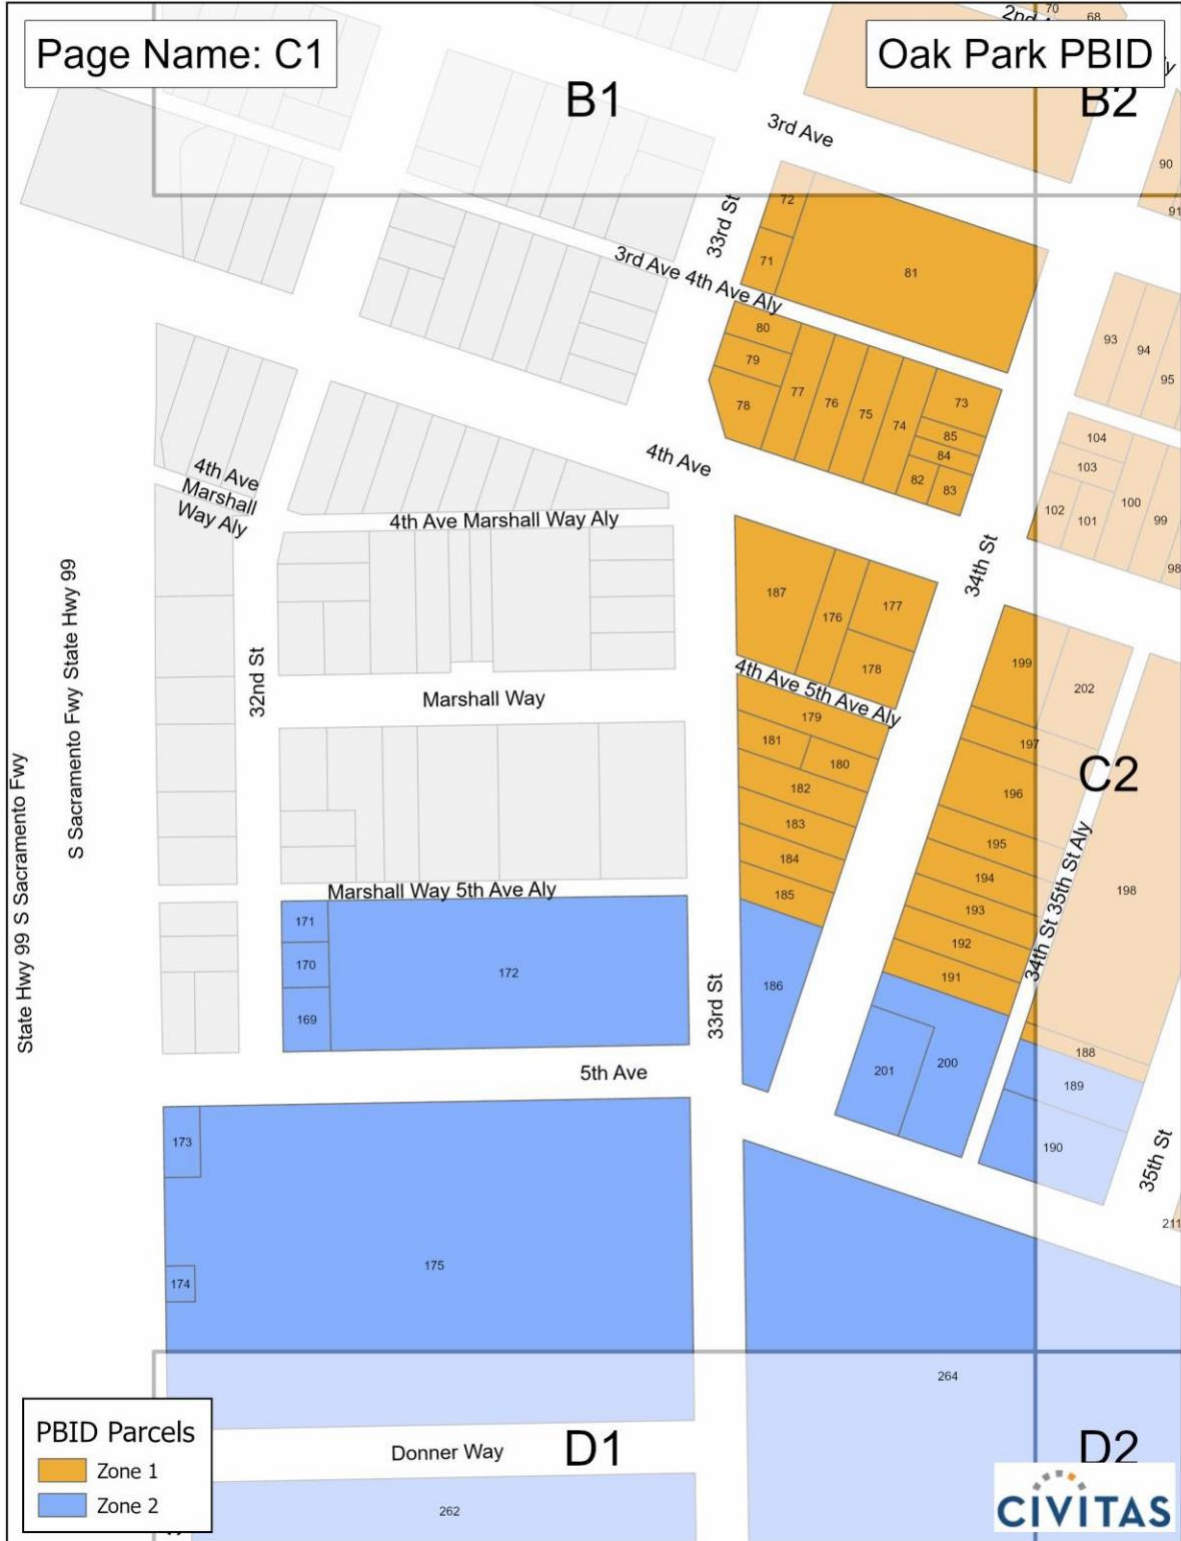 Page Name: C1
Oak Park PBID
70
68
B1
B2
3rd Ave
90
91
72
33rd St
71
3rd Ave 4th Ave Aly
81
80
79
78
77
76
75
74
73
85
84
82
83
93
94
95
104
103
102
101
100
99
98
4th Ave
4th Ave
Marshall
Way Aly
4th Ave Marshall Way Aly
34th St
187
176
177
178
4th Ave 5th Ave Aly
S Sacramento Fwy State Hwy 99
32nd St
Marshall Way
179
181
180
182
183
184
185
186
199
202
197
C2
196
195
194
193
192
191
198
34th St 35th St Aly
State Hwy 99 S Sacramento Fwy
Marshall Way 5th Ave Aly
171
170
169
172
33rd St
5th Ave
201
200
188
189
190
35th St
211
173
174
175
264
PBID Parcels
Zone 1
Zone 2
Donner Way
D1
D2
262
CIVITAS